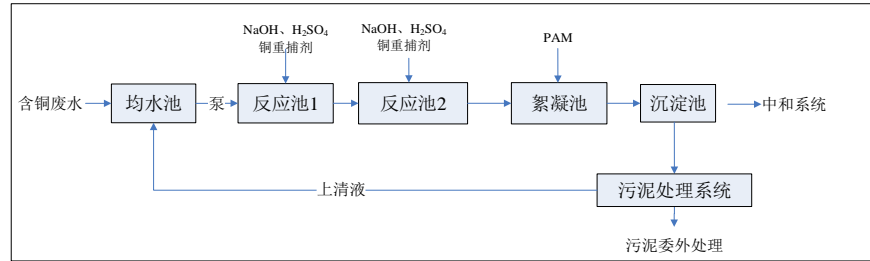 NaOH、H₂SO₄
铜重捕剂
NaOH、H₂SO₄
铜重捕剂
PAM
含铜废水
均水池
泵
反应池1
反应池2
絮凝池
沉淀池
中和系统
上清液
污泥处理系统
污泥委外处理